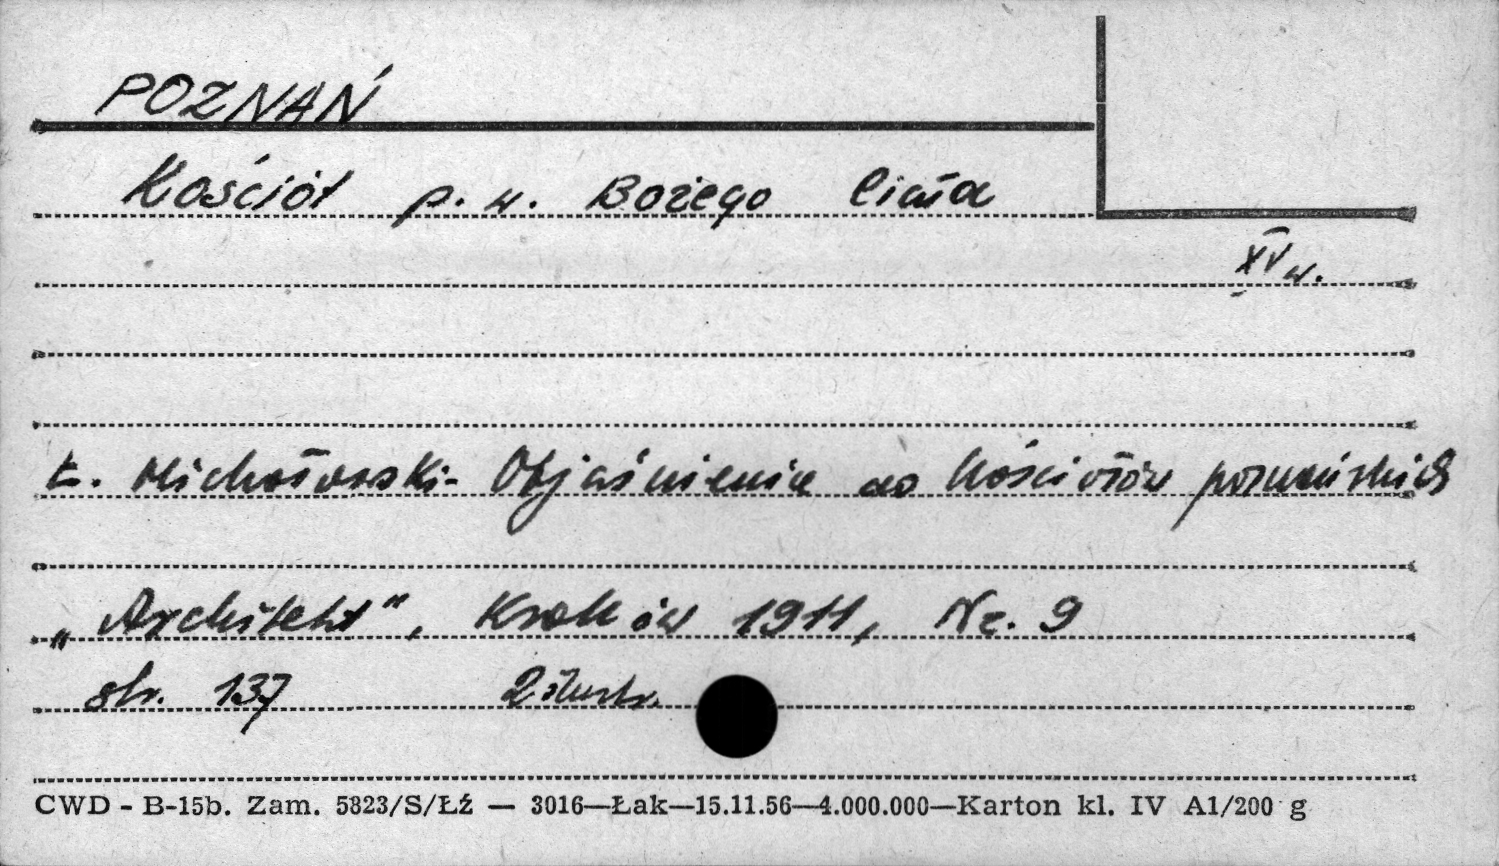 POZNAŃ
Kościół p.w. Bożego Ciała
XV w.
Ł. Michałowski - Objaśnienia do kościołów poznańskich
„Architekt”, Kraków 1911, Nr. 9
str. 137 2 ilustr.
CWD - B-15b. Zam. 5823/S/ŁŹ — 3016—Łak—15.11.56—4.000.000—Karton kl. IV A1/200 g